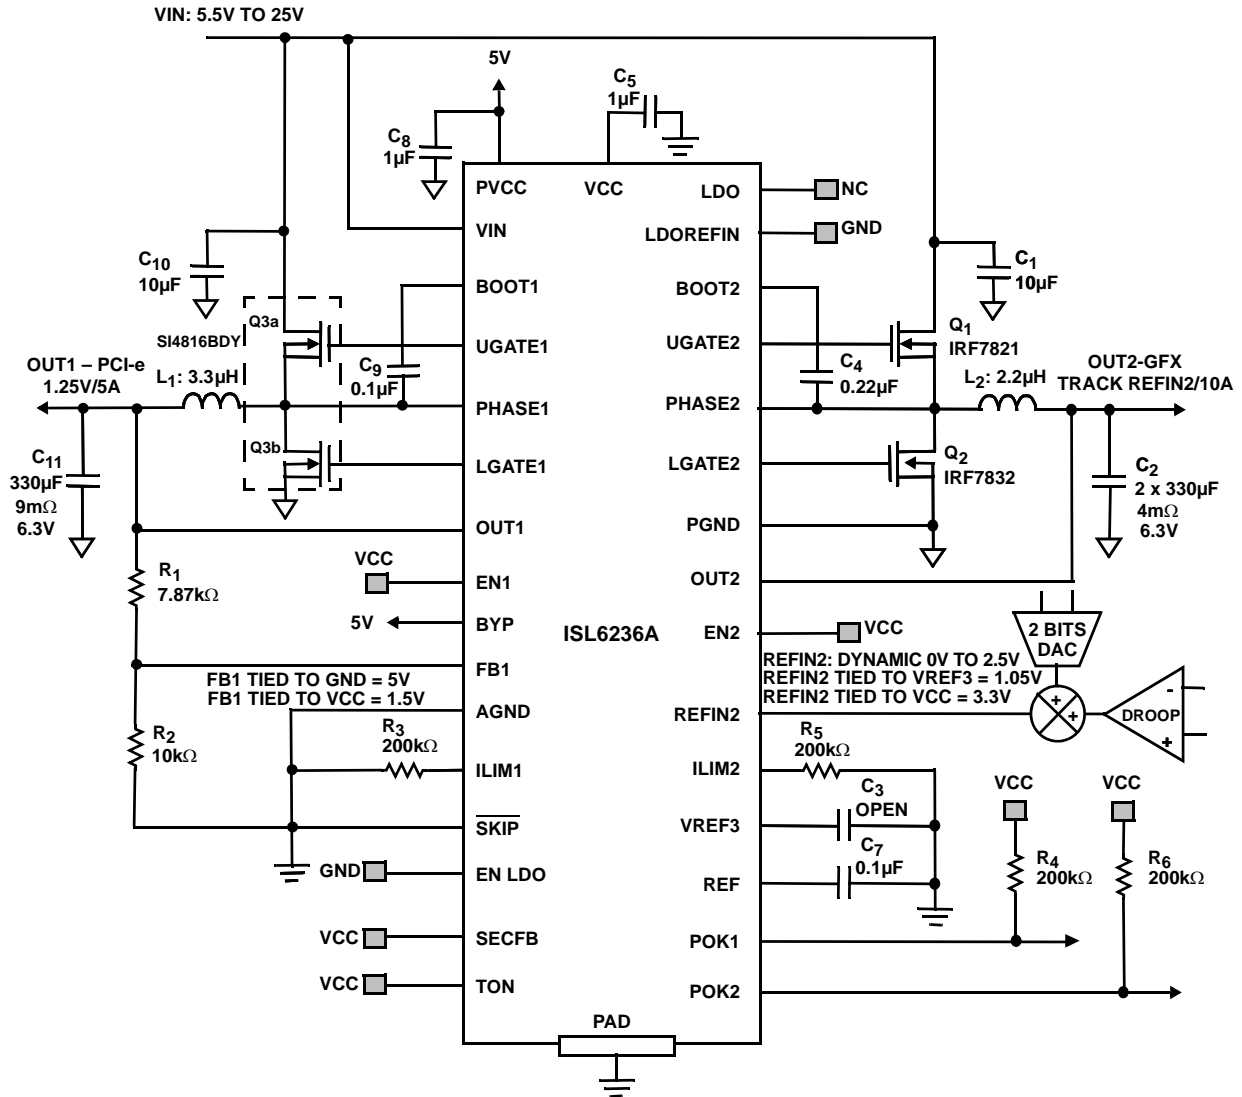 VIN: 5.5V TO 25V
5V
C5
1µF
C8
1µF
PVCC
VCC
LDO
NC
VIN
LDOREFIN
GND
C10
10µF
BOOT1
BOOT2
C1
10µF
Q3a
SI4816BDY
UGATE1
UGATE2
Q1
IRF7821
OUT1 – PCI-e
1.25V/5A
L1: 3.3µH
C9
0.1µF
C4
0.22µF
L2: 2.2µH
OUT2-GFX
TRACK REFIN2/10A
PHASE1
PHASE2
Q3b
LGATE1
LGATE2
Q2
IRF7832
C11
330µF
9mΩ
6.3V
C2
2 x 330µF
4mΩ
6.3V
OUT1
PGND
VCC
EN1
OUT2
R1
7.87kΩ
5V
BYP
ISL6236A
EN2
VCC
2 BITS
DAC
FB1
FB1 TIED TO GND = 5V
FB1 TIED TO VCC = 1.5V
REFIN2: DYNAMIC 0V TO 2.5V
REFIN2 TIED TO VREF3 = 1.05V
REFIN2 TIED TO VCC = 3.3V
AGND
REFIN2
+
+
DROOP
-
+
R2
10kΩ
R3
200kΩ
ILIM1
ILIM2
R5
200kΩ
C3
OPEN
VCC
VCC
SKIP
VREF3
C7
0.1µF
GND
EN LDO
REF
R4
200kΩ
R6
200kΩ
VCC
SECFB
POK1
VCC
TON
POK2
PAD